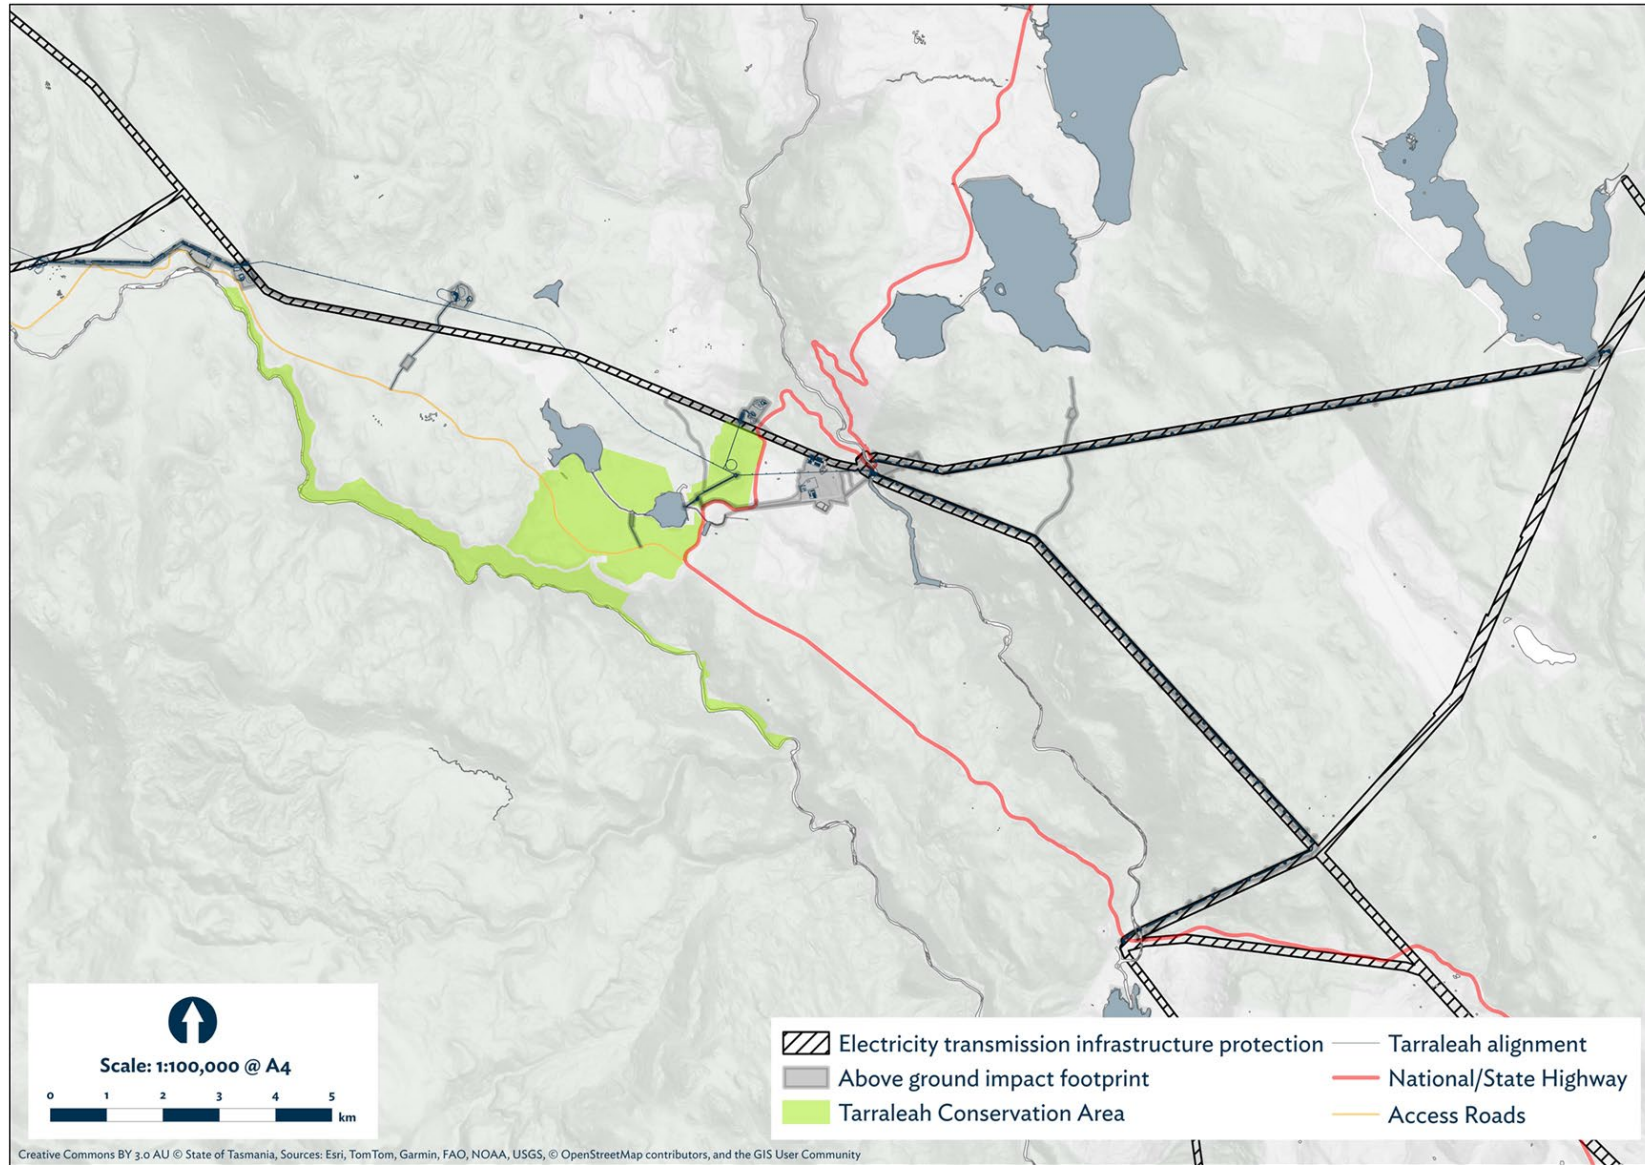 Scale: 1:100,000 @ A4
0 1 2 3 4 5
km
Electricity transmission infrastructure protection
Above ground impact footprint
Tarraleah Conservation Area
Tarraleah alignment
National/State Highway
Access Roads
Creative Commons BY 3.0 AU © State of Tasmania, Sources: Esri, TomTom, Garmin, FAO, NOAA, USGS, © OpenStreetMap contributors, and the GIS User Community